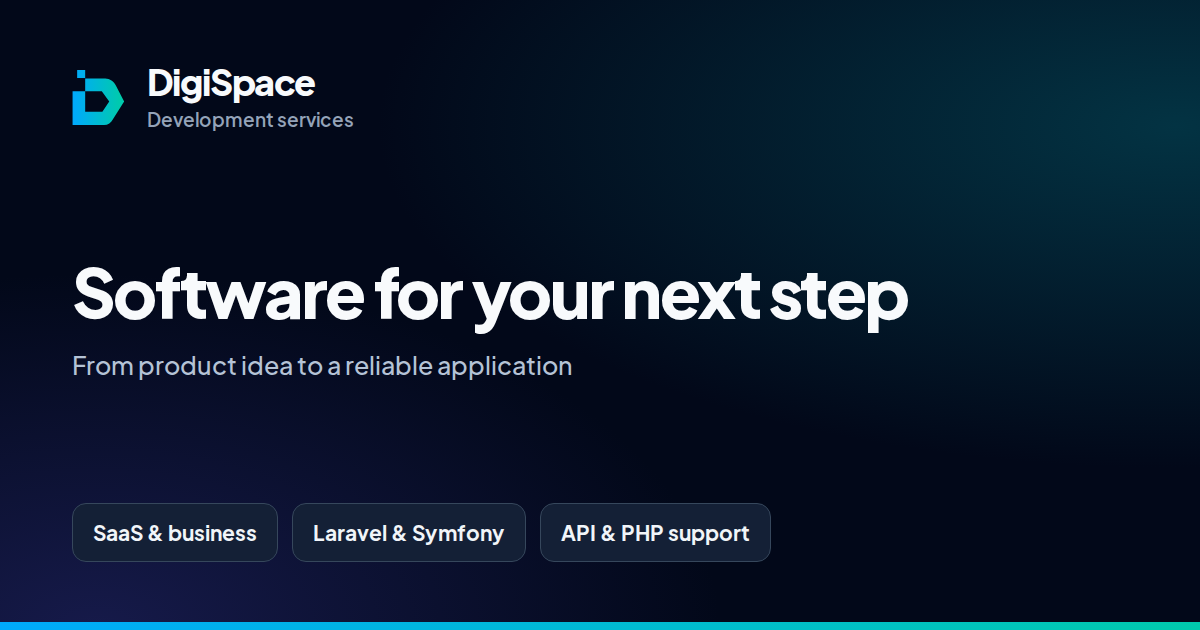 DigiSpace
Development services
Software for your next step
From product idea to a reliable application
SaaS & business
Laravel & Symfony
API & PHP support